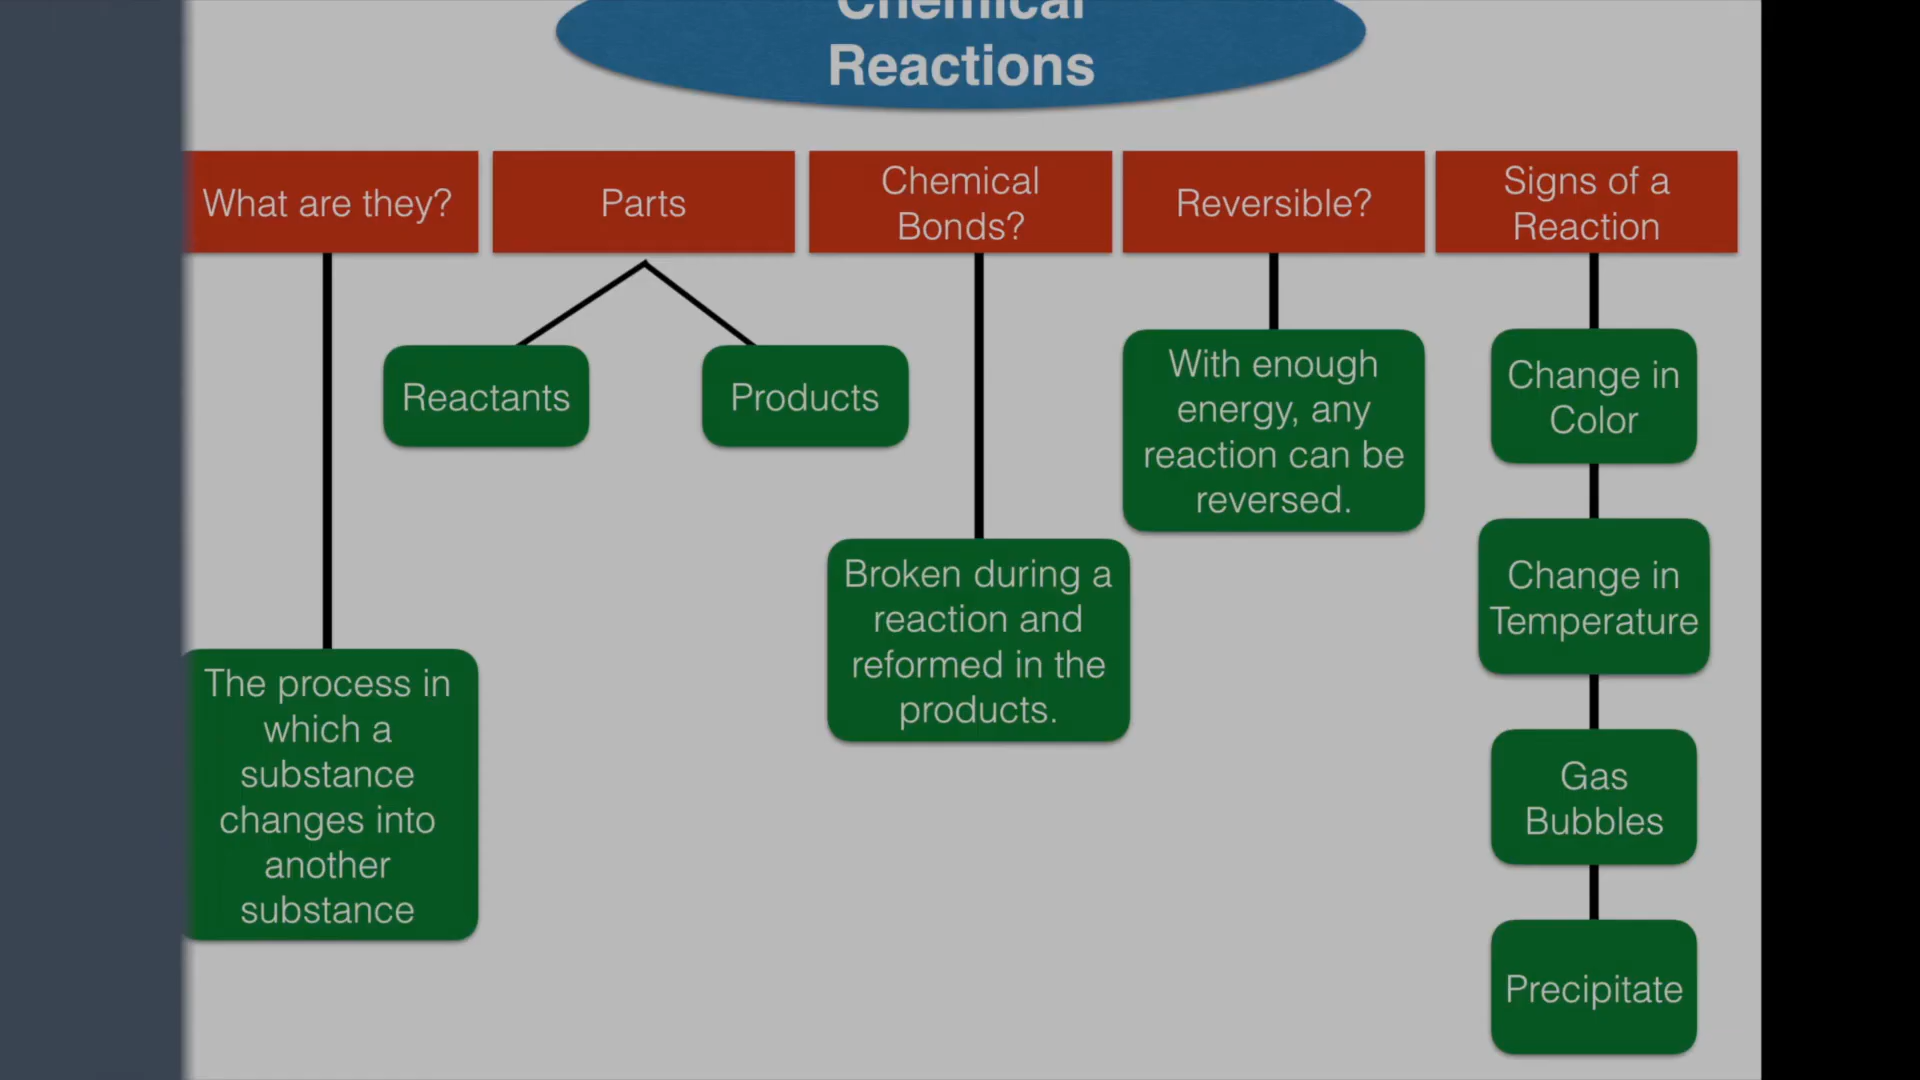 Chemical
Reactions
What are they?
Parts
Chemical
Bonds?
Reversible?
Signs of a
Reaction
Reactants
Products
With enough
energy, any
reaction can be
reversed.
Change in
Color
Broken during a
reaction and
reformed in the
products.
Change in
Temperature
The process in
which a
substance
changes into
another
substance
Gas
Bubbles
Precipitate